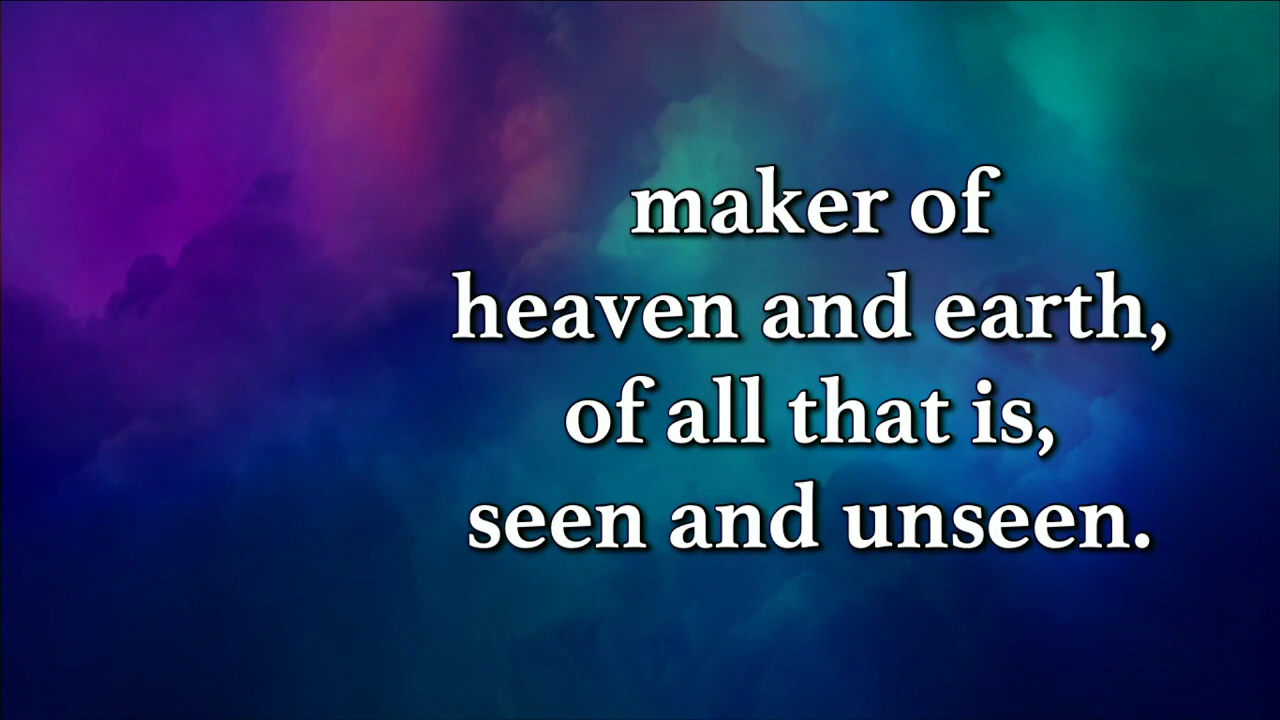 maker of
heaven and earth,
of all that is,
seen and unseen.